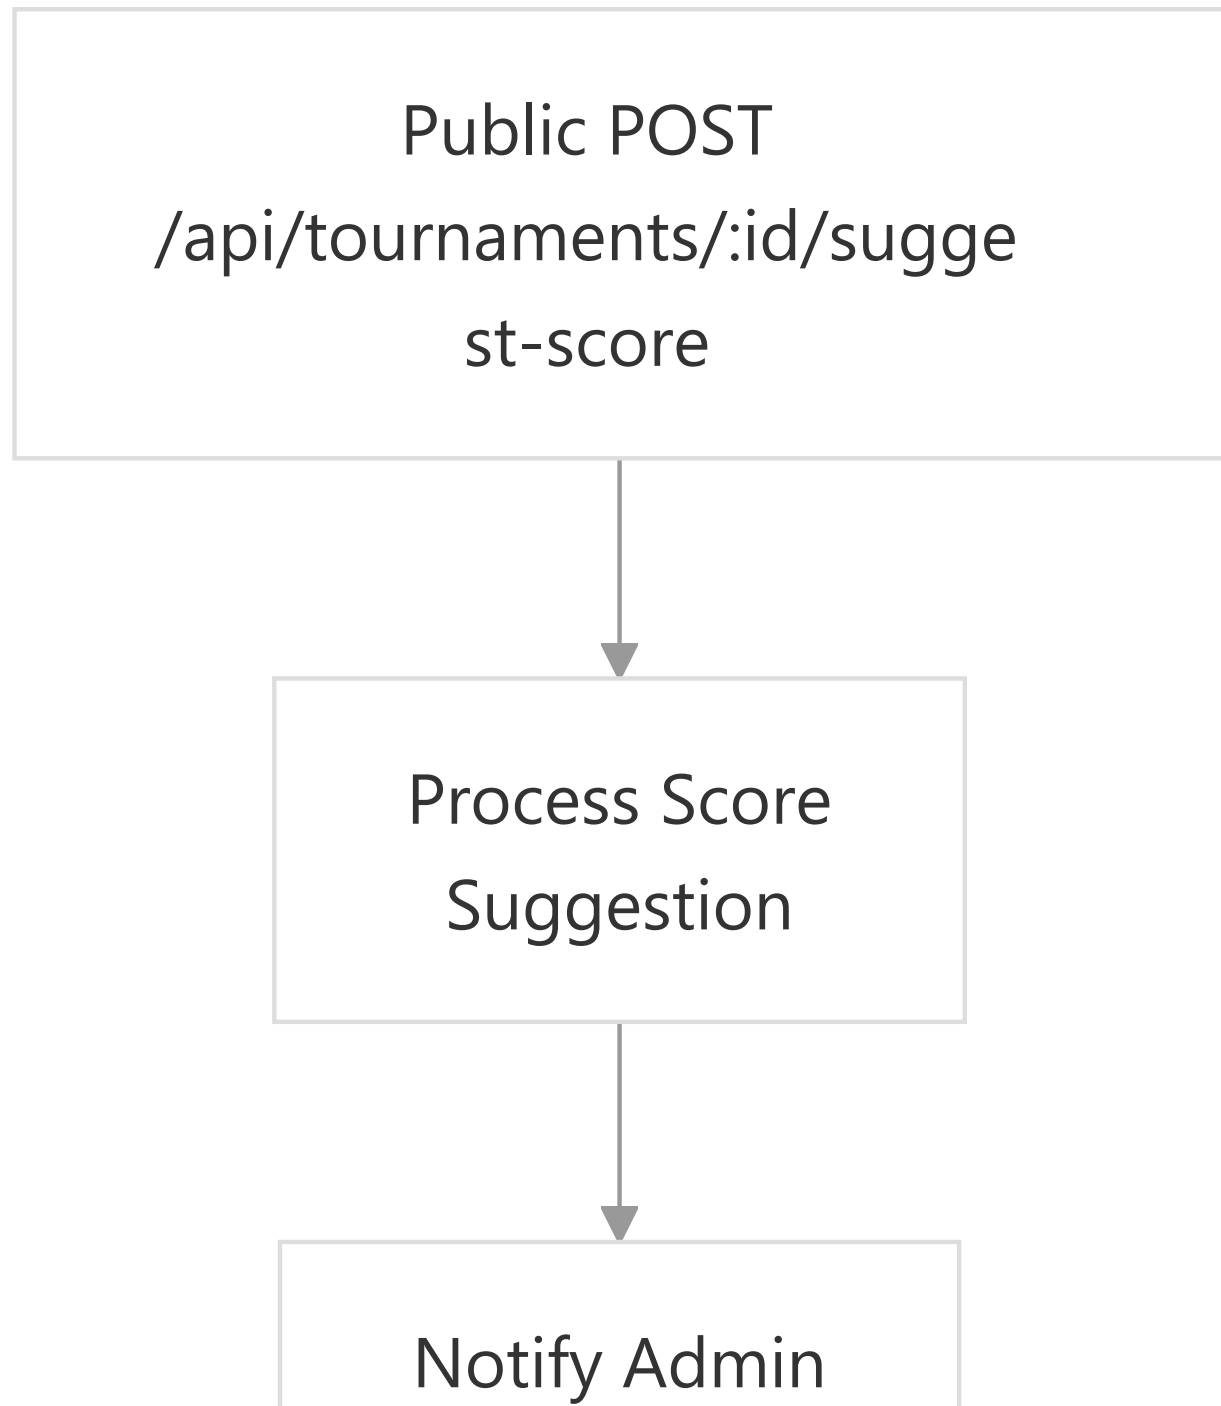 Public POST
/api/tournaments/:id/sugge
st-score
Process Score
Suggestion
Notify Admin